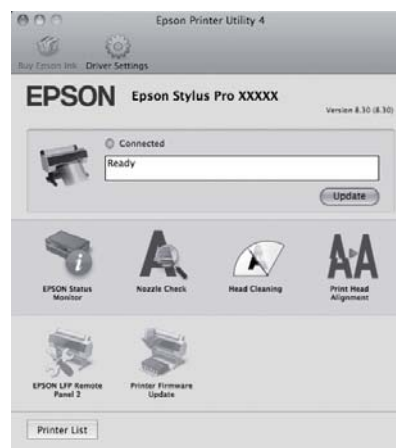 Epson Printer Utility 4
Buy Epson Ink
Driver Settings
EPSON
Epson Stylus Pro XXXXX
Version 8.30 (8.30)
Connected
Ready
Update
EPSON Status
Monitor
Nozzle Check
Head Cleaning
Print Head
Alignment
EPSON LFP Remote
Panel 2
Printer Firmware
Update
Printer List